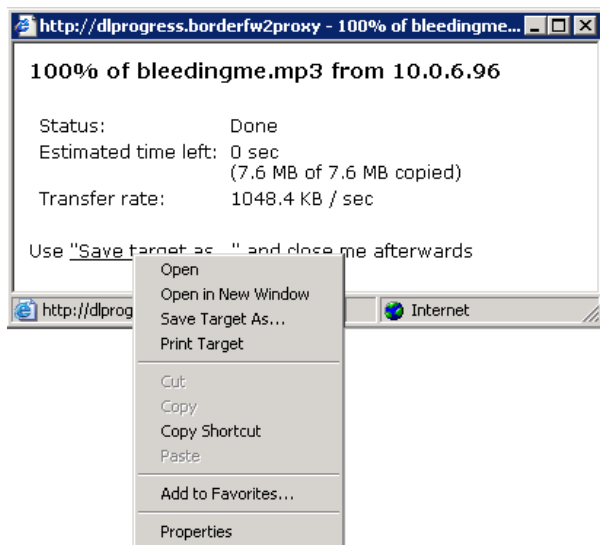 http://dlprogress.borderfw2proxy - 100% of bleedingme...
100% of bleedingme.mp3 from 10.0.6.96
Status: Done
Estimated time left: 0 sec
(7.6 MB of 7.6 MB copied)
Transfer rate: 1048.4 KB / sec
Use "Save target as..." and close me afterwards
http://dlprog
Internet
Open
Open in New Window
Save Target As...
Print Target
Cut
Copy
Copy Shortcut
Paste
Add to Favorites...
Properties